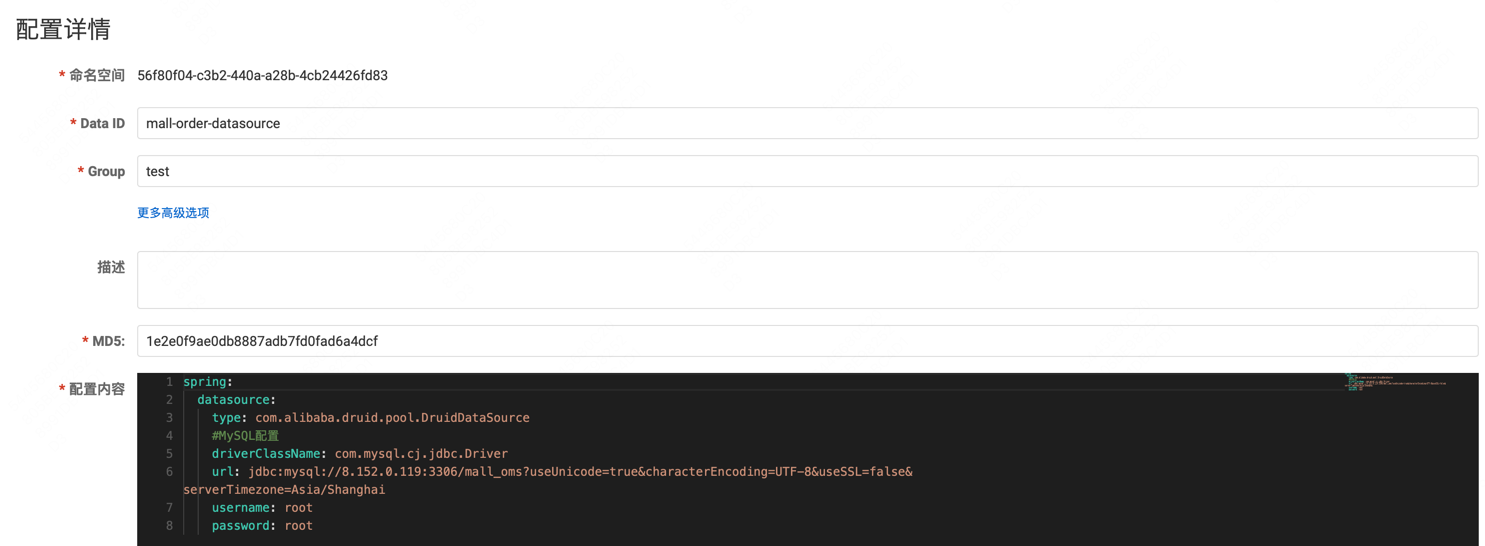 配置详情
* 命名空间 56f80f04-c3b2-440a-a28b-4cb24426fd83
* Data ID mall-order-datasource
* Group test
更多高级选项
描述
* MD5: 1e2e0f9ae0db8887adb7fd0fad6a4dcf
* 配置内容
1 spring:
2 datasource:
3 type: com.alibaba.druid.pool.DruidDataSource
4 #MySQL配置
5 driverClassName: com.mysql.cj.jdbc.Driver
6 url: jdbc:mysql://8.152.0.119:3306/mall_oms?useUnicode=true&characterEncoding=UTF-8&useSSL=false&
serverTimezone=Asia/Shanghai
7 username: root
8 password: root